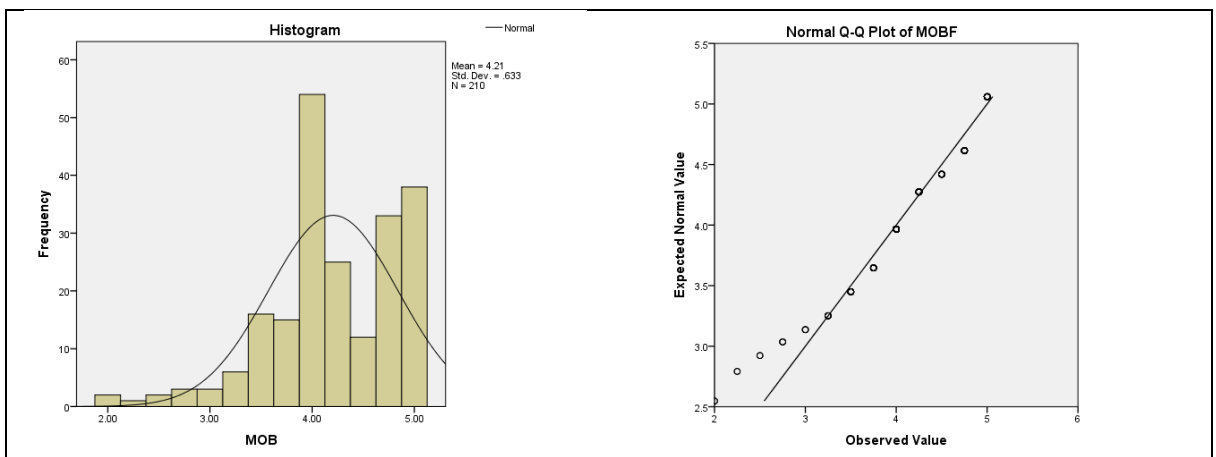 Histogram
Normal
Mean = 4.21
Std. Dev. = .633
N = 210
60
50
40
30
20
10
0
Frequency
2.00 3.00 4.00 5.00
MOB
Normal Q-Q Plot of MOBF
5.5
5.0
4.5
4.0
3.5
3.0
2.5
Expected Normal Value
2 3 4 5 6
Observed Value